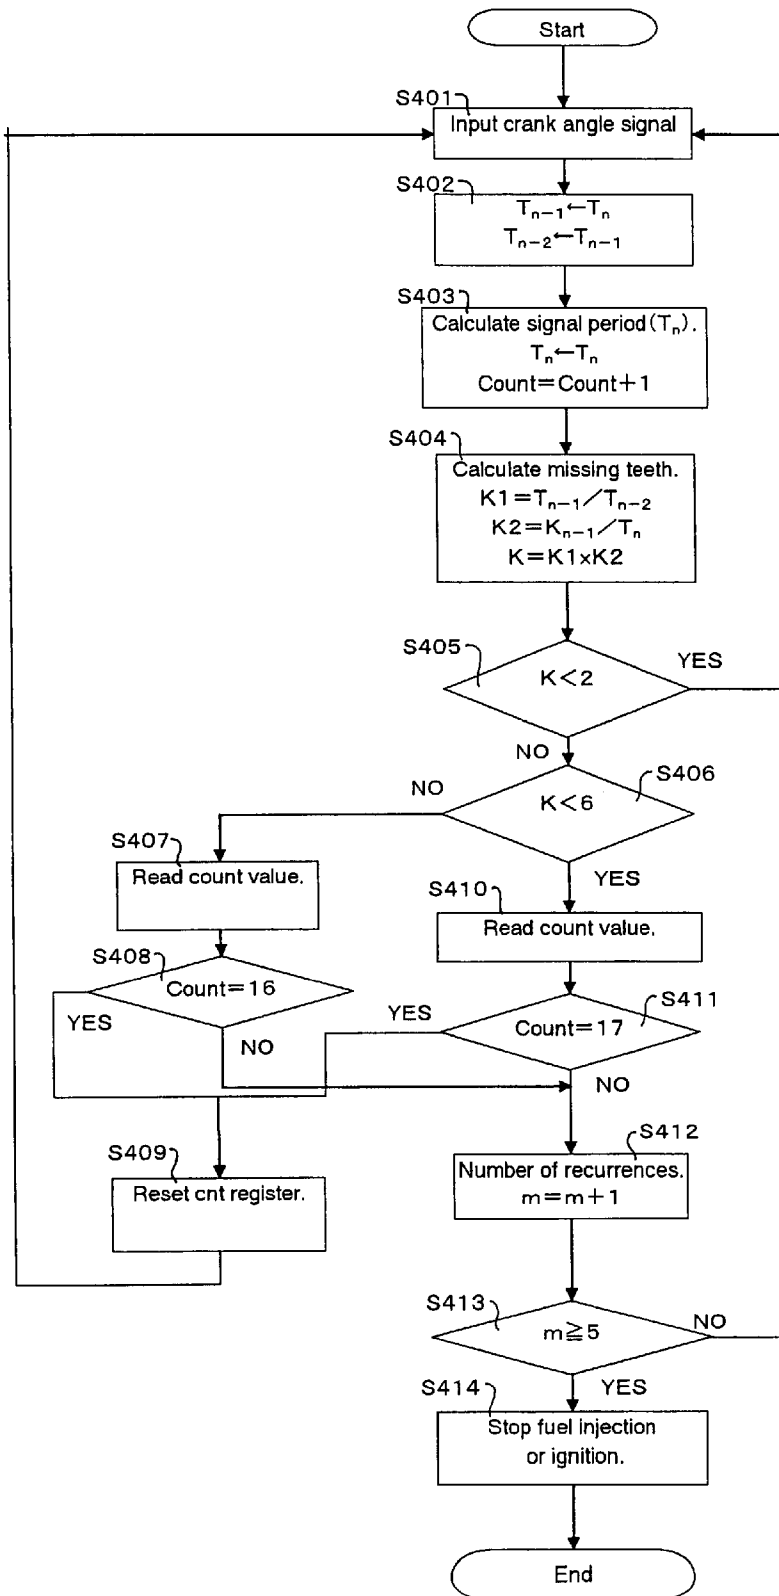 Start
S401
Input crank angle signal
S402
Tn−1←Tn
Tn−2←Tn−1
S403
Calculate signal period(Tn).
Tn←Tn
Count=Count+1
S404
Calculate missing teeth.
K1=Tn−1/Tn−2
K2=Kn−1/Tn
K=K1×K2
S405
K<2
YES
NO
S406
K<6
NO
YES
S407
Read count value.
S410
Read count value.
S408
Count=16
YES
NO
S411
Count=17
YES
NO
S409
Reset cnt register.
S412
Number of recurrences.
m=m+1
S413
m≧5
NO
YES
S414
Stop fuel injection
or ignition.
End